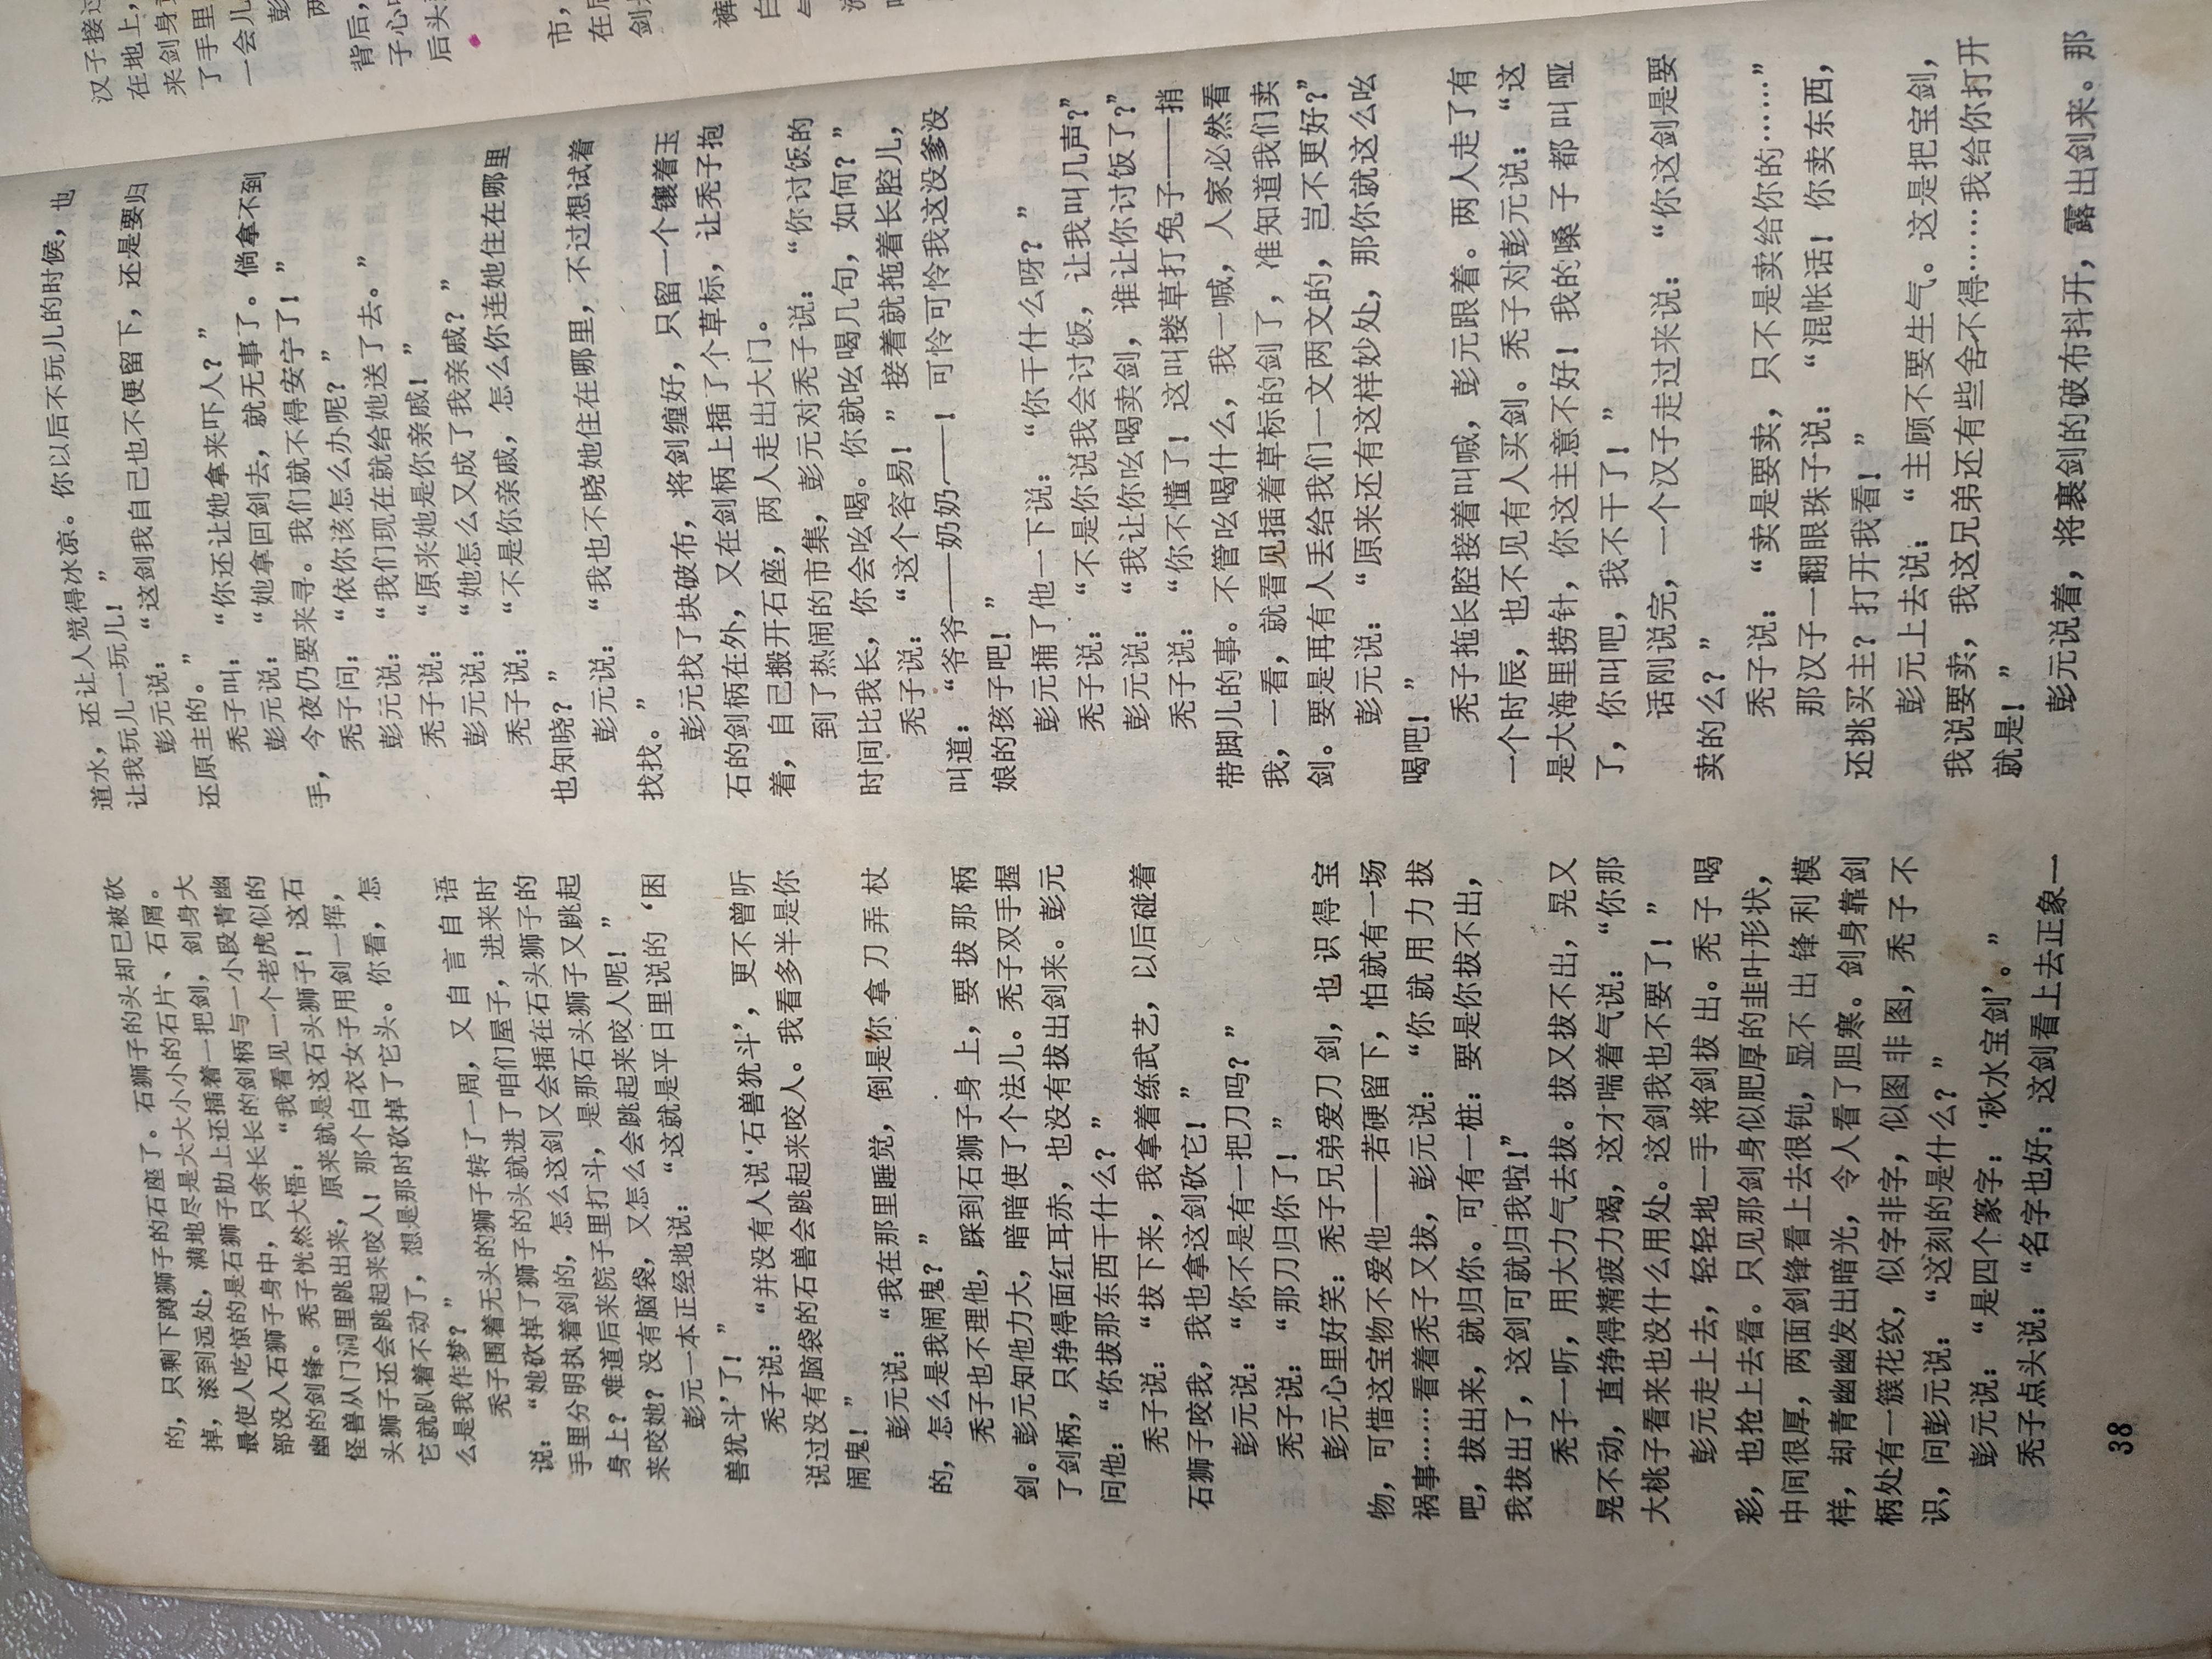 的，只剩下蹲狮子的石座了。石狮子的头却已被砍
掉，滚到远处，满地尽是大大小小的石片、石屑。
最使人吃惊的是石狮子肋上还插着一把剑，剑身大
部没入石狮子身中，只余长长的剑柄与一小段青幽
幽的剑锋。秃子恍然大悟：“我看见一个老虎似的
怪兽从门洞里跳出来，原来就是这石头狮子！这石
头狮子还会跳起来咬人！那个白衣女子用剑一挥，
它就趴着不动了，想是那时砍掉了它头。你看，怎
么是我作梦？”
秃子围着无头的狮子转了一周，又自言自语
说：“她砍掉了狮子的头就进了咱们屋子，进来时
手里分明执着剑的，怎么这剑又会插在石头狮子的
身上？难道后来院子里打斗，是那石头狮子又跳起
来咬她？没有脑袋，又怎么会跳起来咬人呢！”
彭元一本正经地说：“这就是平日里说的‘困
兽犹斗’了！”
秃子说：“并没有人说‘石兽犹斗’，更不曾听
说过没有脑袋的石兽会跳起来咬人。我看多半是你
闹鬼！”
彭元说：“我在那里睡觉，倒是你拿刀弄杖
的，怎么是我闹鬼？”
秃子也不理他，踩到石狮子身上，要拔那柄
剑。彭元知他力大，暗暗使了个法儿。秃子双手握
了剑柄，只挣得面红耳赤，也没有拔出剑来。彭元
问他：“你拔那东西干什么？”
秃子说：“拔下来，我拿着练武艺，以后碰着
石狮子咬我，我也拿这剑砍它！”
彭元说：“你不是有一把刀吗？”
秃子说：“那刀归你了！”
彭元心里好笑：秃子兄弟爱刀剑，也识得宝
物，可惜这宝物不爱他——若硬留下，怕就有一场
祸事……看着秃子又拔，彭元说：“你就用力拔
吧，拔出来，就归你。可有一桩：要是你拔不出，
我拔出了，这剑可就归我啦！”
秃子一听，用大力气去拔。拔又拔不出，晃又
晃不动，直挣得精疲力竭，这才喘着气说：“你那
大桃子看来也没什么用处。这剑我也不要了！”
彭元走上去，轻轻地一手将剑拔出。秃子喝
彩，也抢上去看。只见那剑身似肥厚的韭叶形状，
中间很厚，两面剑锋看上去很钝，显不出锋利模
样，却青幽幽发出暗光，令人看了胆寒。剑身靠剑
柄处有一簇花纹，似字非字，似图非图，秃子不
识，问彭元说：“这刻的是什么？”
彭元说：“是四个篆字：‘秋水宝剑’。”
秃子点头说：“名字也好：这剑看上去正象一
38
道水，还让人觉得冰凉。你以后不玩儿的时候，也
让我玩儿一玩儿！”
彭元说：“这剑我自己也不便留下，还是要归
还原主的。”
秃子叫：“你还让她拿来吓人？”
彭元说：“她拿回剑去，就无事了。倘拿不到
手，今夜仍要来寻。我们就不得安宁了！”
秃子问：“依你该怎么办呢？”
彭元说：“我们现在就给她送了去。”
秃子说：“原来她是你亲戚！”
彭元说：“她怎么又成了我亲戚？”
秃子说：“不是你亲戚，怎么你连她住在哪里
也知晓？”
彭元说：“我也不晓她住在哪里，不过想试着
找找。”
彭元找了块破布，将剑缠好，只留一个镶着玉
石的剑柄在外，又在剑柄上插了个草标，让秃子抱
着，自己搬开石座，两人走出大门。
到了热闹的市集，彭元对秃子说：“你讨饭的
时间比我长，你会吆喝。你就吆喝几句，如何？”
秃子说：“这个容易！”接着就拖着长腔儿，
叫道：“爷爷——奶奶——！可怜可怜我这没爹没
娘的孩子吧！”
彭元捅了他一下说：“你干什么呀？”
秃子说：“不是你说我会讨饭，让我叫几声？”
彭元说：“我让你吆喝卖剑，谁让你讨饭了？”
秃子说：“你不懂了！这叫搂草打兔子——捎
带脚儿的事。不管吆喝什么，我一喊，人家必然看
我，一看，就看见插着草标的剑了，准知道我们卖
剑。要是再有人丢给我们一文两文的，岂不更好？”
彭元说：“原来还有这样妙处，那你就这么吆
喝吧！”
秃子拖长腔接着叫喊，彭元跟着。两人走了有
一个时辰，也不见有人买剑。秃子对彭元说：“这
是大海里捞针，你这主意不好！我的嗓子都叫哑
了，你叫吧，我不干了！”
话刚说完，一个汉子走过来说：“你这剑是要
卖的么？”
秃子说：“卖是要卖，只不是卖给你的……”
那汉子一翻眼珠子说：“混帐话！你卖东西，
还挑买主？打开我看！”
彭元上去说：“主顾不要生气。这是把宝剑，
我说要卖，我这兄弟还有些舍不得……我给你打开
就是！”
彭元说着，将裹剑的破布抖开，露出剑来。那
汉子接过
在地上，
来剑身
了手里
一会儿
彭
两
背后，
子心
后头
市，
在后
剑
裤
白